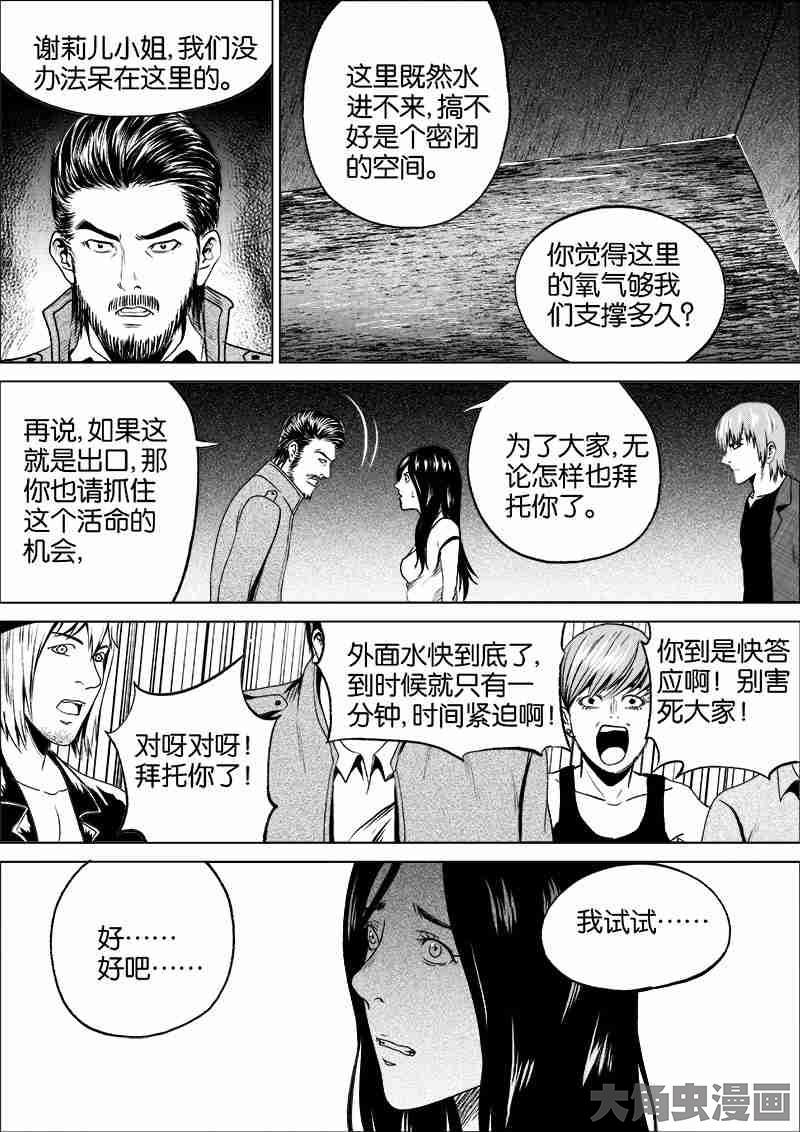 谢莉儿小姐,我们没
办法呆在这里的。
这里既然水
进不来,搞不
好是个密闭
的空间。
你觉得这里
的氧气够我
们支撑多久?
再说,如果这
就是出口,那
你也请抓住
这个活命的
机会,
为了大家,无
论怎样也拜
托你了。
对呀对呀!
拜托你了!
外面水快到底了,
到时候就只有一
分钟,时间紧迫啊!
你到是快答
应啊!别害
死大家!
好……
好吧……
我试试……
大角虫漫画